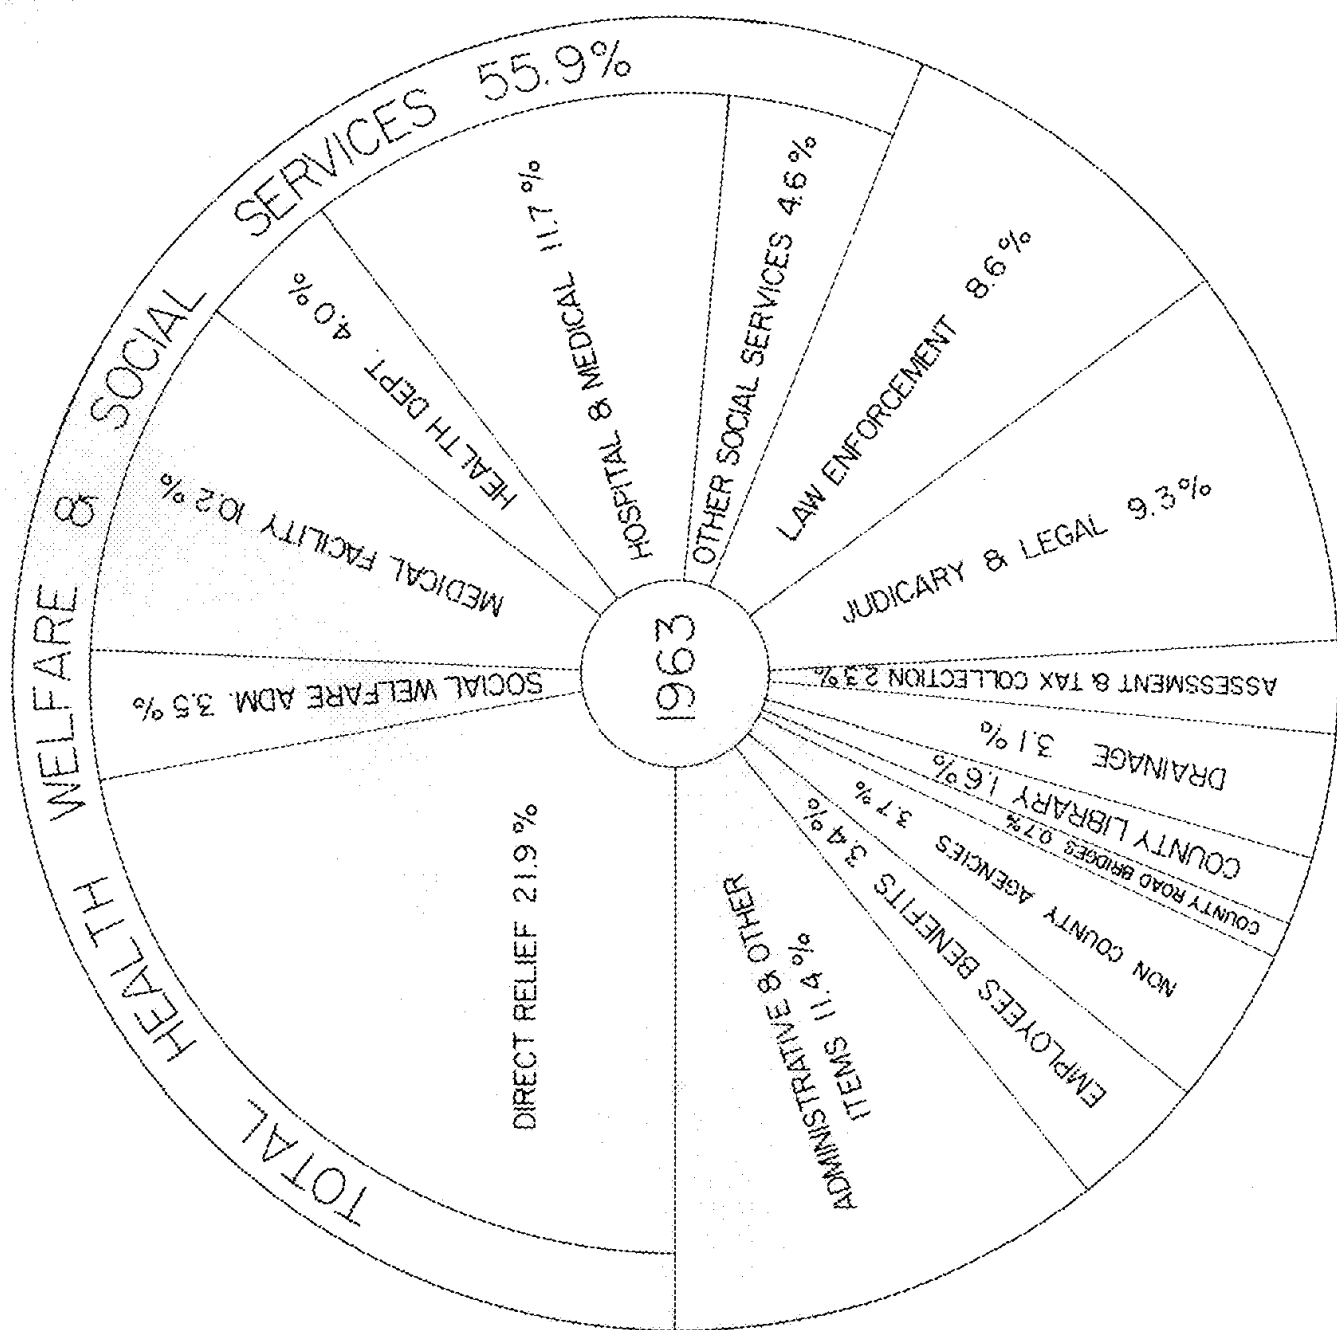 TOTAL HEALTH WELFARE & SOCIAL SERVICES 55.9%
DIRECT RELIEF 21.9%
SOCIAL WELFARE ADM. 3.5%
MEDICAL FACILITY 10.2%
HEALTH DEPT. 4.0%
HOSPITAL & MEDICAL 11.7%
OTHER SOCIAL SERVICES 4.6%
LAW ENFORCEMENT 8.6%
JUDICARY & LEGAL 9.3%
ASSESSMENT & TAX COLLECTION 2.3%
DRAINAGE 3.1%
COUNTY LIBRARY 1.6%
COUNTY ROAD BRIDGES 0.7%
NON COUNTY AGENCIES 3.7%
EMPLOYEES BENEFITS 3.4%
ADMINISTRATIVE & OTHER
ITEMS 11.4%
1963